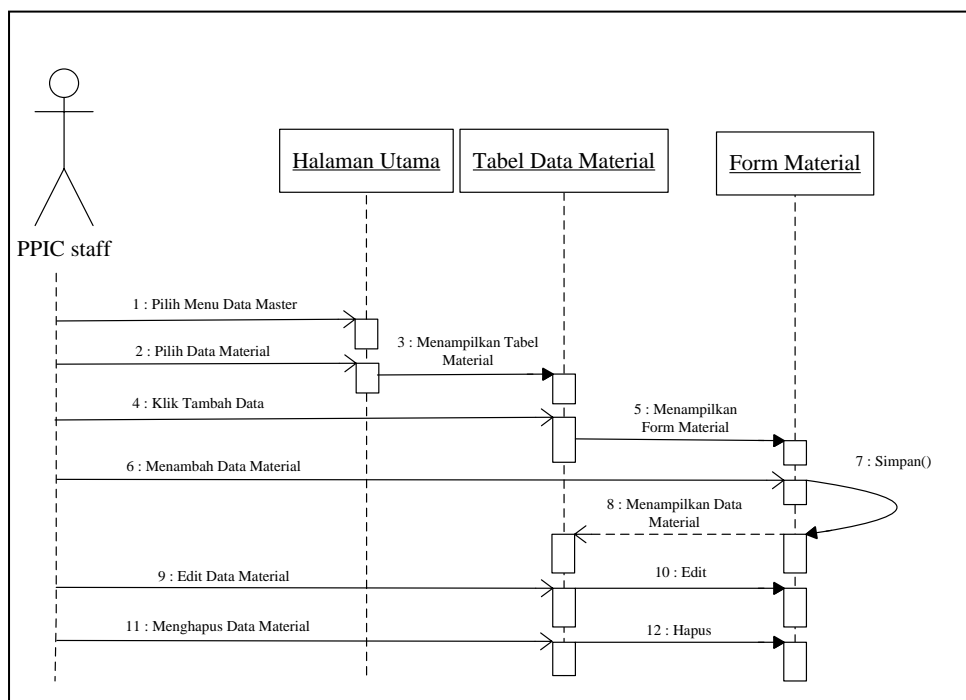 Halaman Utama
Tabel Data Material
Form Material
PPIC staff
1 : Pilih Menu Data Master
2 : Pilih Data Material
3 : Menampilkan Tabel
Material
4 : Klik Tambah Data
5 : Menampilkan
Form Material
6 : Menambah Data Material
7 : Simpan()
8 : Menampilkan Data
Material
9 : Edit Data Material
10 : Edit
11 : Menghapus Data Material
12 : Hapus